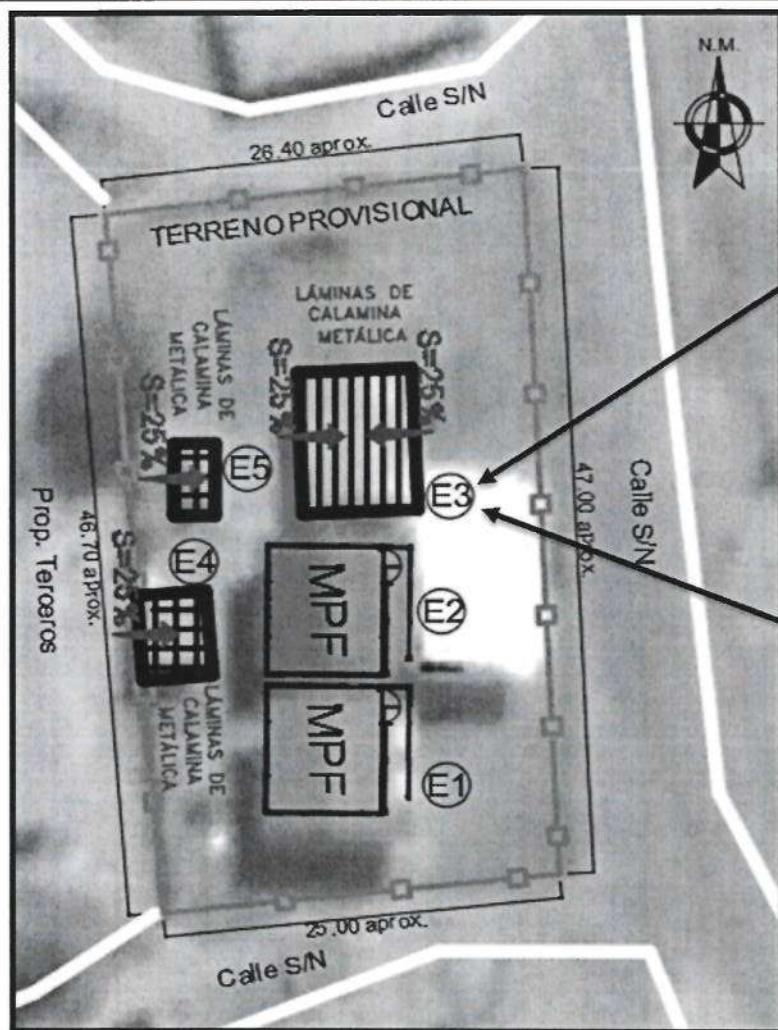 N.M.
Calle S/N
26.40 aprox.
TERRENO PROVISIONAL
LÁMINAS DE
CALAMINA
METÁLICA
S=25%
S=25%
LÁMINAS DE
CALAMINA
METÁLICA
S=25%
E5
E3
Calle S/N
47.00 aprox.
Prop. Terceros
46.70 aprox.
S=25%
E4
MPF
E2
LÁMINAS DE
CALAMINA
METÁLICA
MPF
E1
25.00 aprox.
Calle S/N